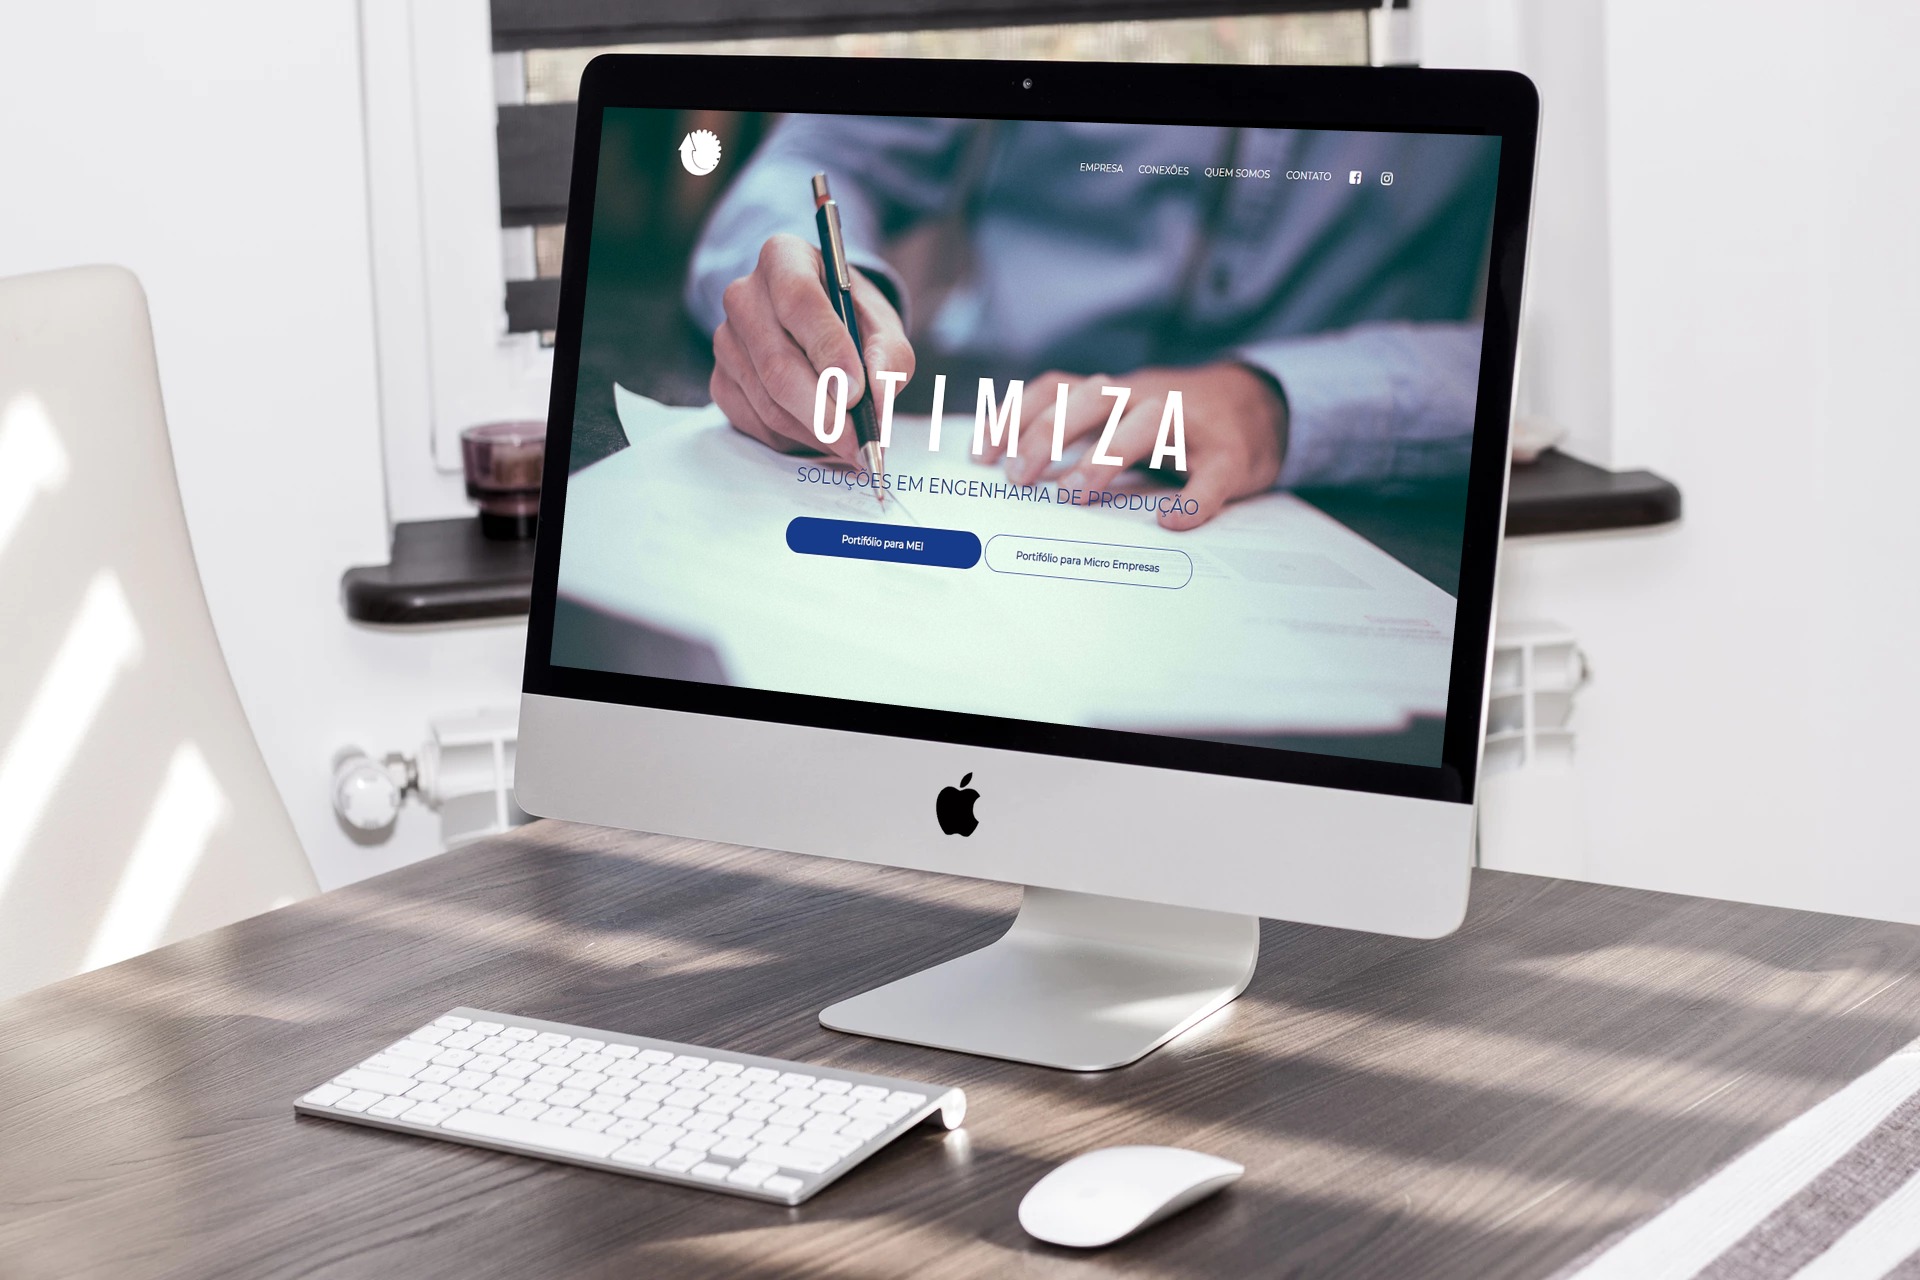 EMPRESA CONEXÕES QUEM SOMOS CONTATO
OTIMIZA
SOLUÇÕES EM ENGENHARIA DE PRODUÇÃO
Portifólio para MEI Portifólio para Micro Empresas